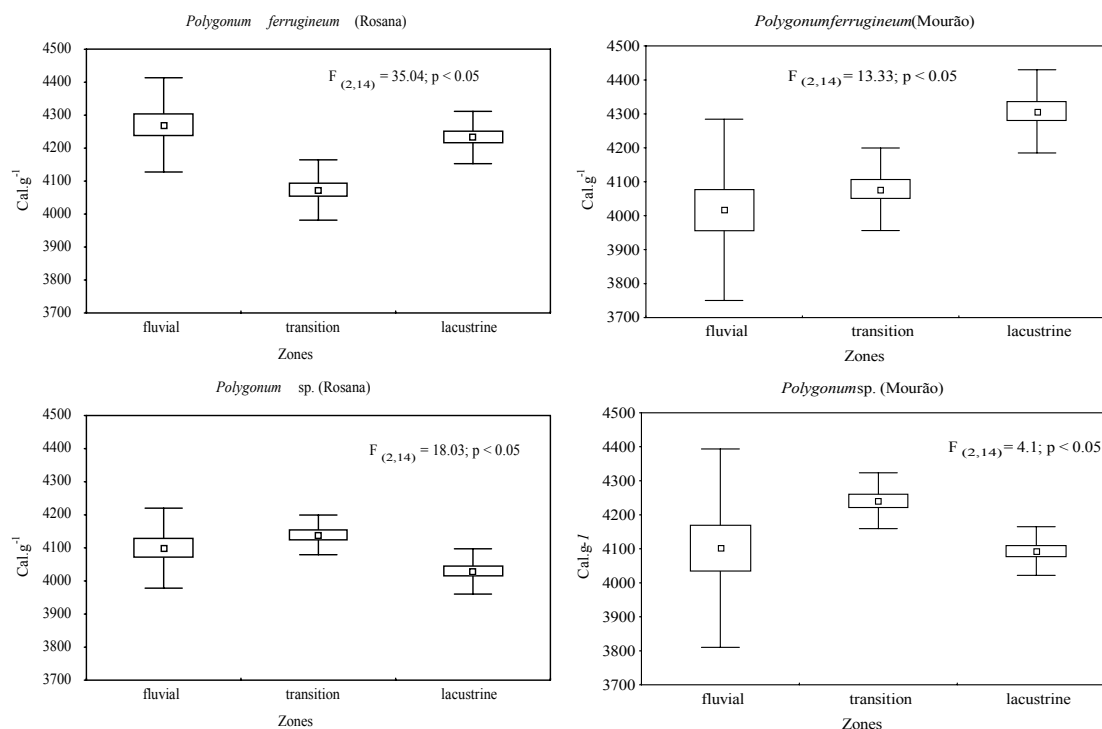 Polygonum ferrugineum (Rosana)
F (2,14) = 35.04; p < 0.05
Cal.g-1
4500
4400
4300
4200
4100
4000
3900
3800
3700
fluvial transition lacustrine
Zones
Polygonumferrugineum(Mourão)
F (2,14) = 13.33; p < 0.05
Cal.g-1
4500
4400
4300
4200
4100
4000
3900
3800
3700
fluvial transition lacustrine
Zones
Polygonum sp. (Rosana)
F (2,14) = 18.03; p < 0.05
Cal.g-1
4500
4400
4300
4200
4100
4000
3900
3800
3700
fluvial transition lacustrine
Zones
Polygonumsp. (Mourão)
F (2,14) = 4.1; p < 0.05
Cal.g-1
4500
4400
4300
4200
4100
4000
3900
3800
3700
fluvial transition lacustrine
Zones